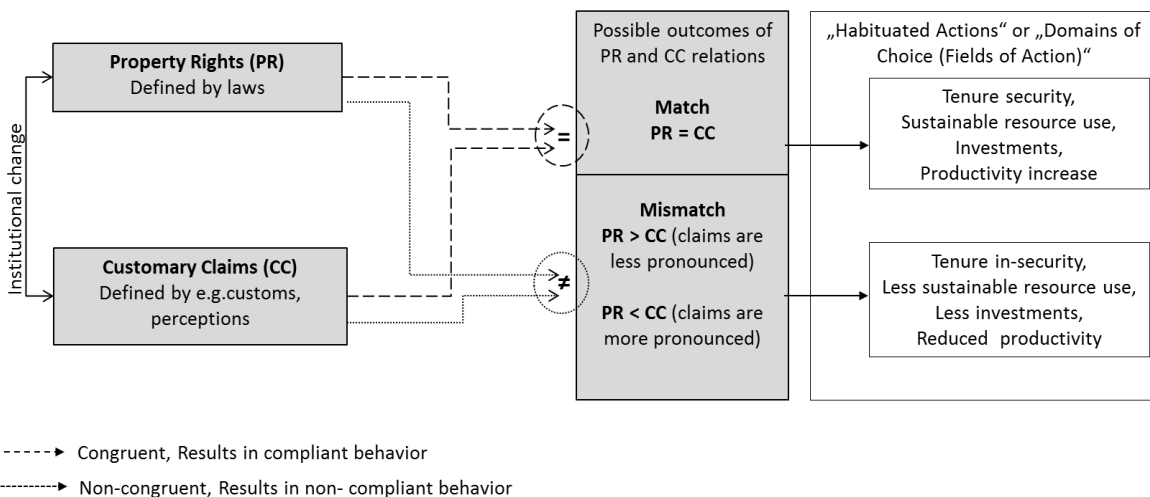 Institutional change
Property Rights (PR)
Defined by laws
Customary Claims (CC)
Defined by e.g.customs,
perceptions
=
≠
Possible outcomes of
PR and CC relations
Match
PR = CC
Mismatch
PR > CC (claims are
less pronounced)
PR < CC (claims are
more pronounced)
„Habituated Actions“ or „Domains of
Choice (Fields of Action)“
Tenure security,
Sustainable resource use,
Investments,
Productivity increase
Tenure in-security,
Less sustainable resource use,
Less investments,
Reduced productivity
Congruent, Results in compliant behavior
Non-congruent, Results in non- compliant behavior